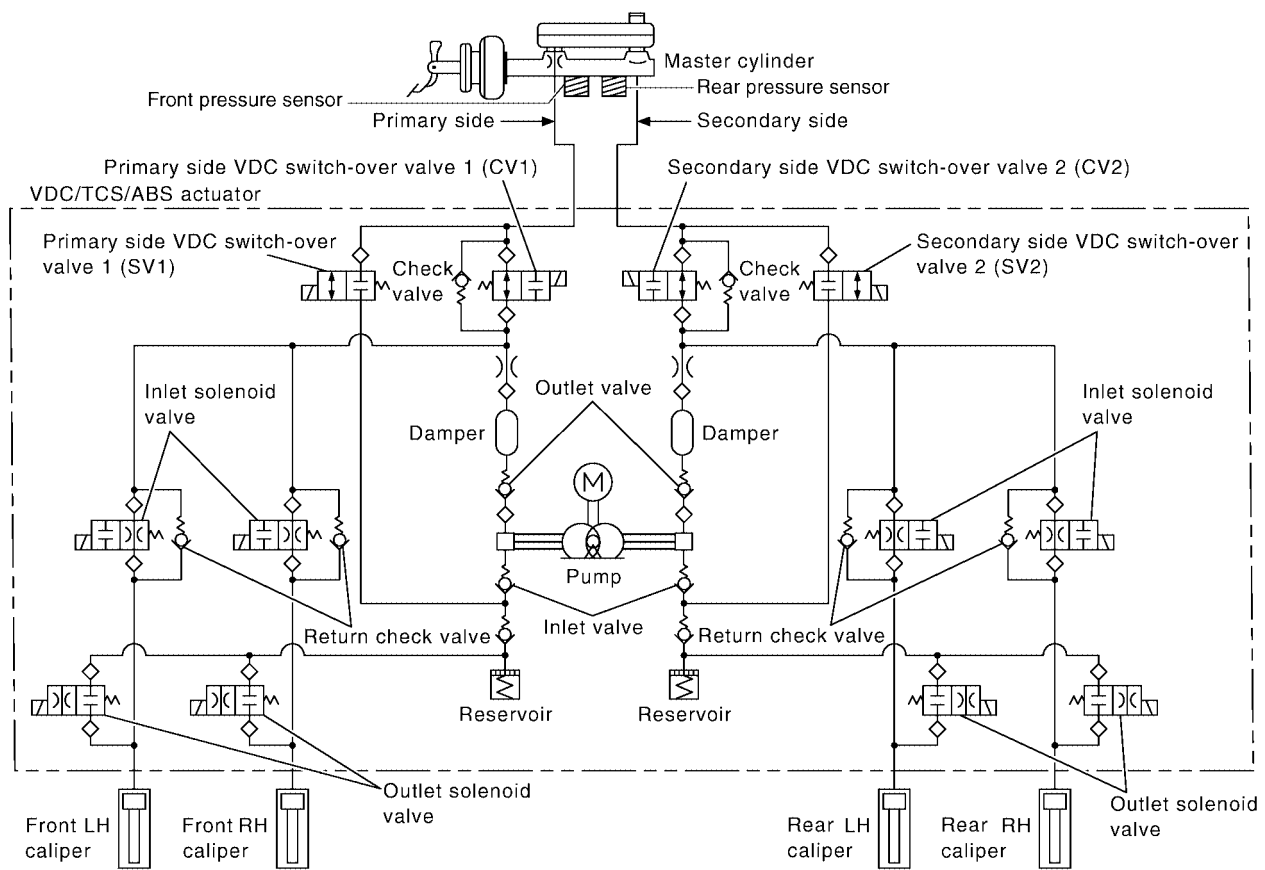 Master cylinder
Front pressure sensor
Rear pressure sensor
Primary side
Secondary side
Primary side VDC switch-over valve 1 (CV1)
Secondary side VDC switch-over valve 2 (CV2)
VDC/TCS/ABS actuator
Primary side VDC switch-over
valve 1 (SV1)
Check
valve
Check
valve
Secondary side VDC switch-over
valve 2 (SV2)
Inlet solenoid
valve
Outlet valve
Inlet solenoid
valve
Damper
Damper
M
Pump
Return check valve
Inlet valve
Return check valve
Reservoir
Reservoir
Outlet solenoid
valve
Outlet solenoid
valve
Front LH
caliper
Front RH
caliper
Rear LH
caliper
Rear RH
caliper